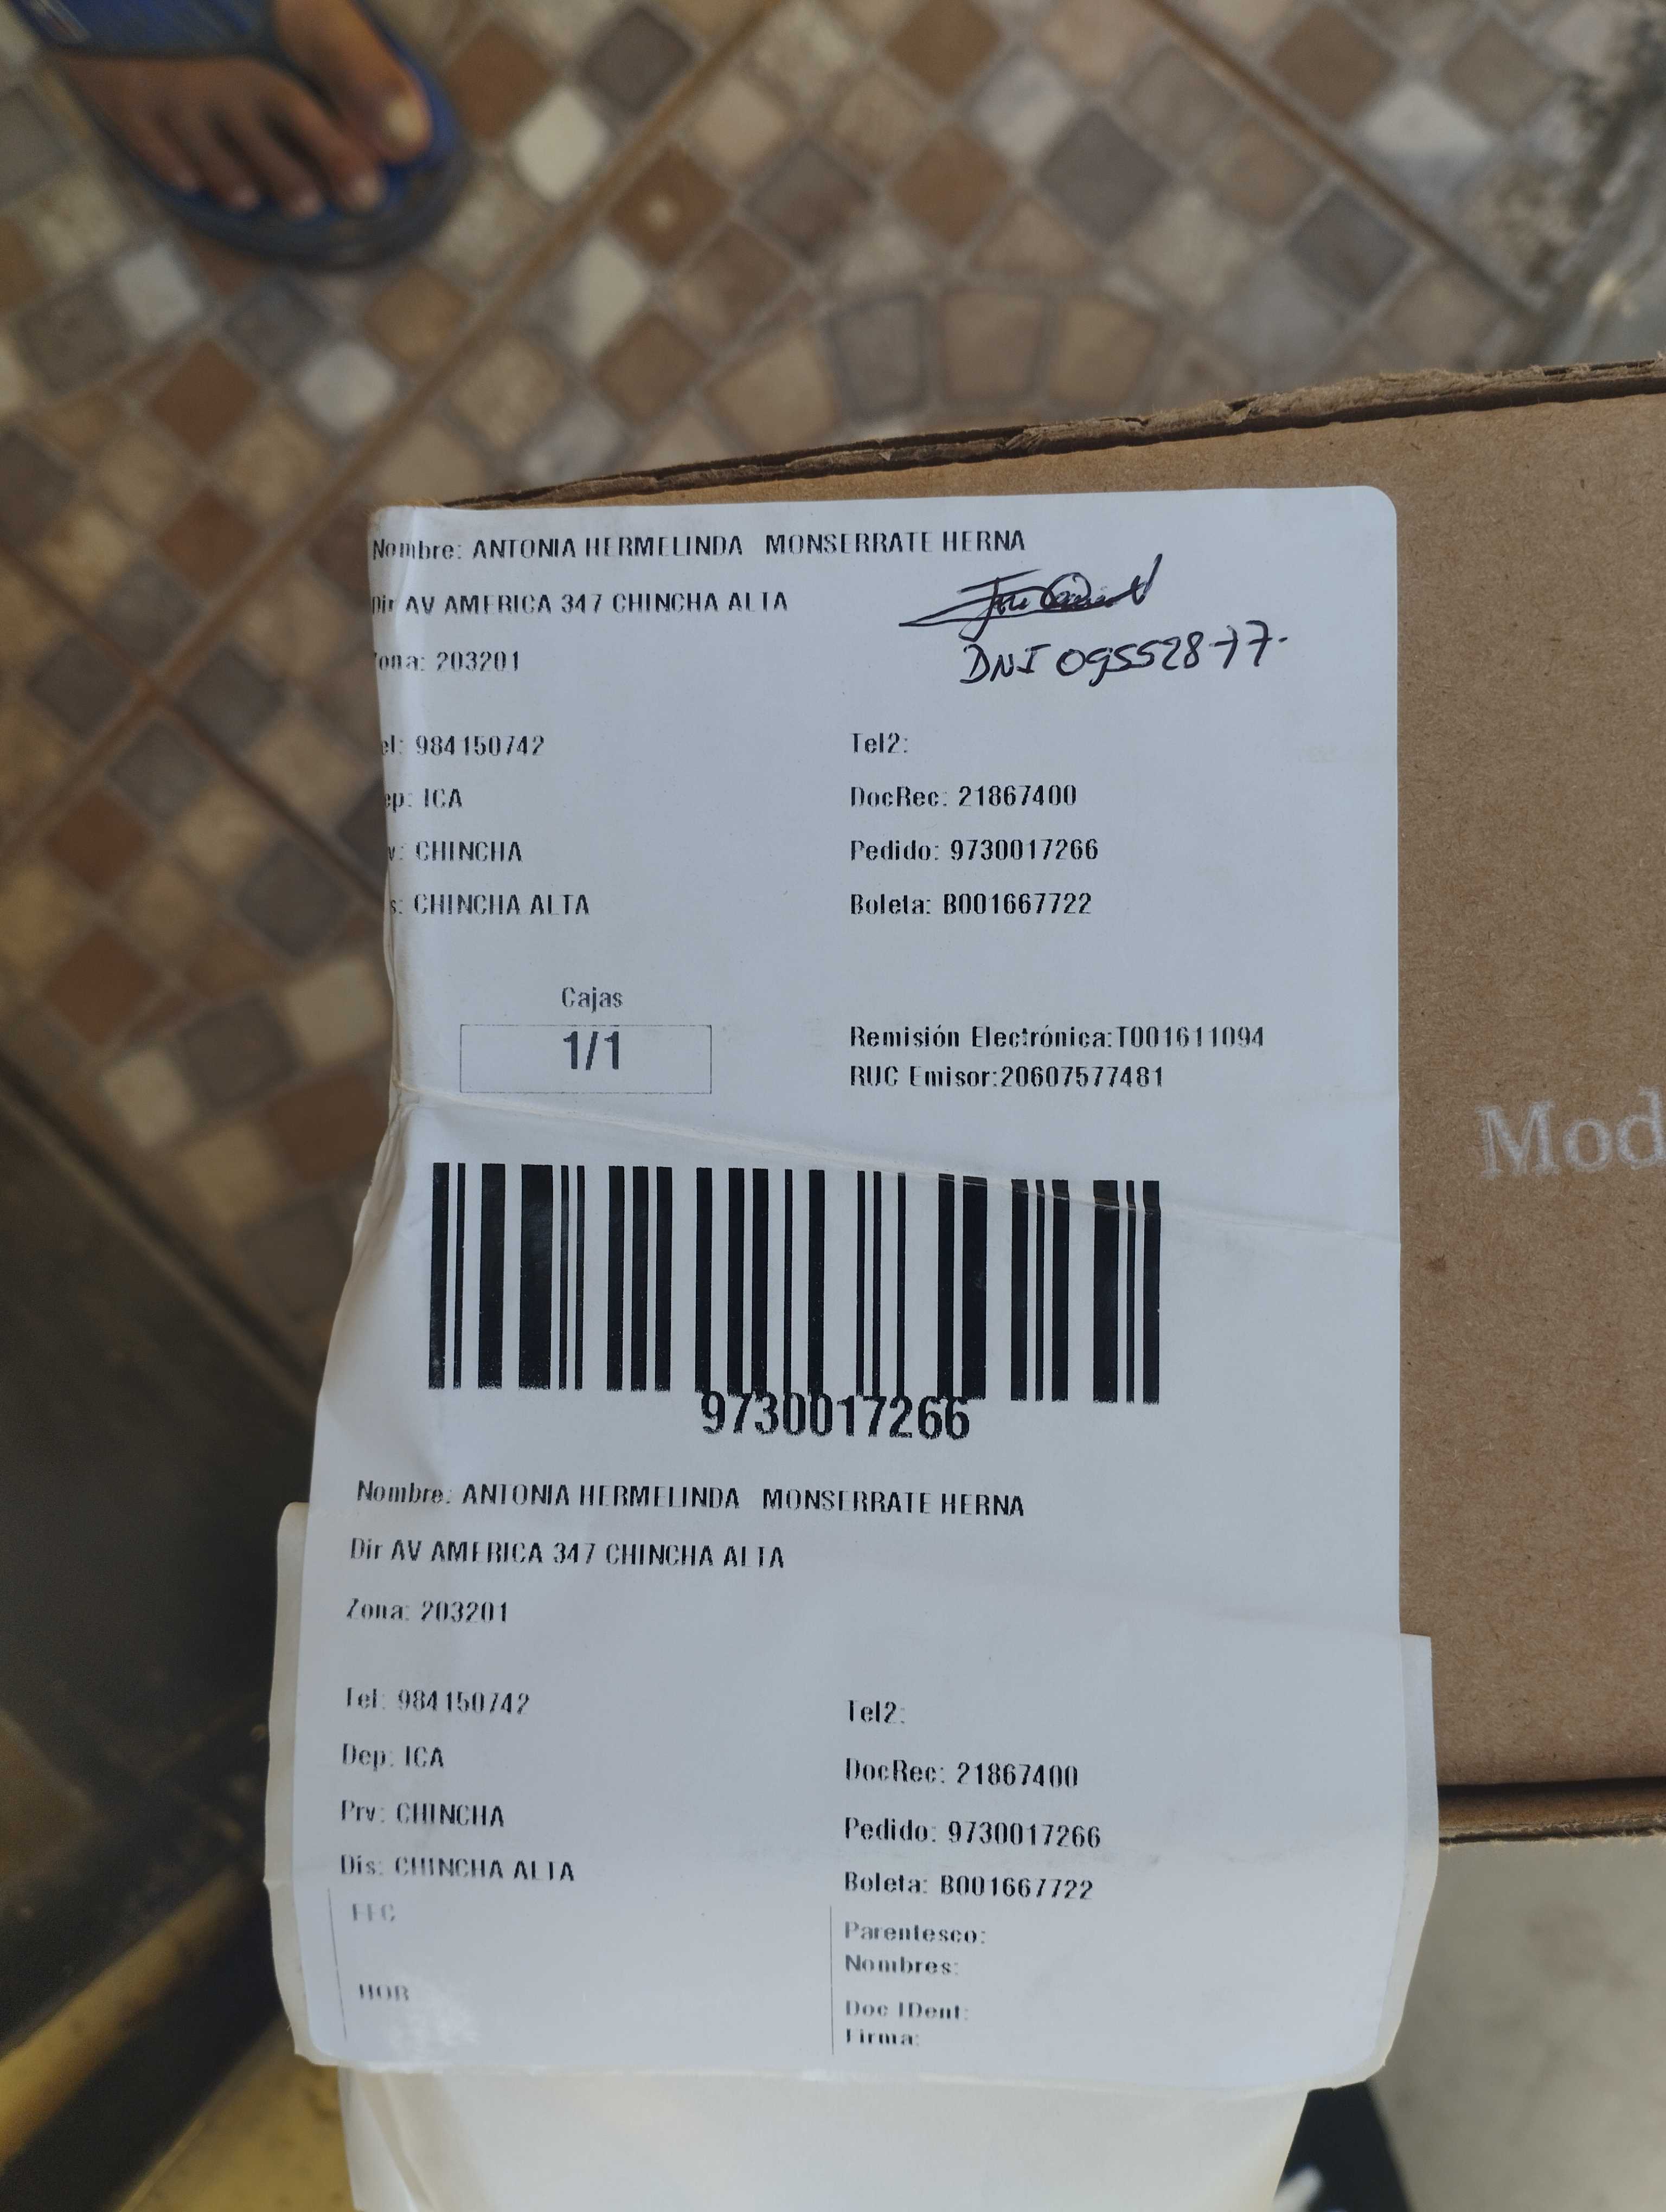 Nombre: ANTONIA HERMELINDA MONSERRATE HERNA
Dir AV AMERICA 347 CHINCHA ALTA
ona: 203201
DNI 09552877.
el: 984150742
Tel2:
ep: ICA
DocRec: 21867400
v: CHINCHA
Pedido: 9730017266
s: CHINCHA ALTA
Boleta: B001667722
Cajas
1/1
Remisión Electrónica:T001611094
RUC Emisor:20607577481
Mod
9730017266
Nombre: ANTONIA HERMELINDA MONSERRATE HERNA
Dir AV AMERICA 347 CHINCHA ALTA
Zona: 203201
Tel: 984150742
Tel2:
Dep: ICA
DocRec: 21867400
Prv: CHINCHA
Pedido: 9730017266
Dis: CHINCHA ALTA
Boleta: B001667722
FEC
Parentesco:
Nombres:
HOR
Doc IDent:
Firma: